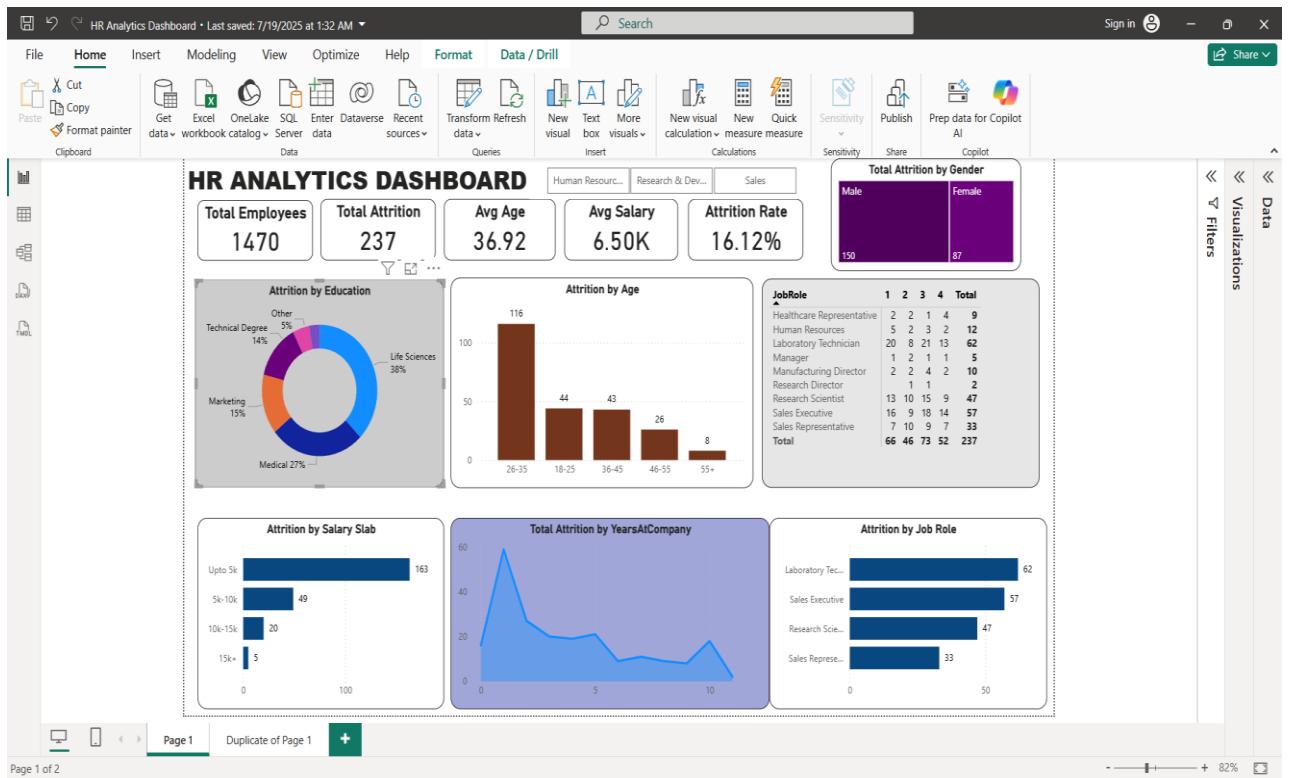 HR Analytics Dashboard • Last saved: 7/19/2025 at 1:32 AM
Search
Sign in
File Home Insert Modeling View Optimize Help Format Data / Drill
Share
Paste
Cut
Copy
Format painter
Get data
Excel workbook
OneLake catalog
SQL Server
Enter data
Dataverse
Recent sources
Transform data
Refresh
New visual
Text box
More visuals
New visual calculation
New measure
Quick measure
Sensitivity
Publish
Prep data for AI
Copilot
Clipboard Data Queries Insert Calculations Sensitivity Share Copilot
HR ANALYTICS DASHBOARD
Human Resourc... Research & Dev... Sales
Total Employees
1470
Total Attrition
237
Avg Age
36.92
Avg Salary
6.50K
Attrition Rate
16.12%
Total Attrition by Gender
Male
150
Female
87
Filters
Visualizations
Data
Attrition by Education
Other
5%
Technical Degree
14%
Life Sciences
38%
Marketing
15%
Medical 27%
Attrition by Age
116
44
43
26
8
100
50
0
26-35 18-25 36-45 46-55 55+
JobRole 1 2 3 4 Total
Healthcare Representative 2 2 1 4 9
Human Resources 5 2 3 2 12
Laboratory Technician 20 8 21 13 62
Manager 1 2 1 1 5
Manufacturing Director 2 2 4 2 10
Research Director 1 1 2
Research Scientist 13 10 15 9 47
Sales Executive 16 9 18 14 57
Sales Representative 7 10 9 7 33
Total 66 46 73 52 237
Attrition by Salary Slab
Upto 5k 163
5k-10k 49
10k-15k 20
15k+ 5
0 100
Total Attrition by YearsAtCompany
60
40
20
0
0 5 10
Attrition by Job Role
Laboratory Tec... 62
Sales Executive 57
Research Scie... 47
Sales Represe... 33
0 50
Page 1
Duplicate of Page 1
+
Page 1 of 2
- + 82%